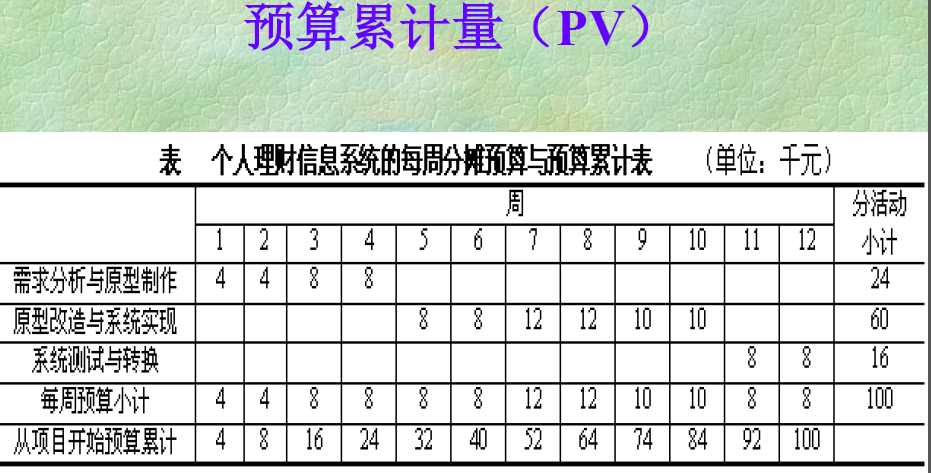 预算累计量（PV）
表 个人理财信息系统的每周分摊预算与预算累计表 （单位：千元）
周 分活动小计
1 2 3 4 5 6 7 8 9 10 11 12
需求分析与原型制作 4 4 8 8 24
原型改造与系统实现 8 8 12 12 10 10 60
系统测试与转换 8 8 16
每周预算小计 4 4 8 8 8 8 12 12 10 10 8 8 100
从项目开始预算累计 4 8 16 24 32 40 52 64 74 84 92 100